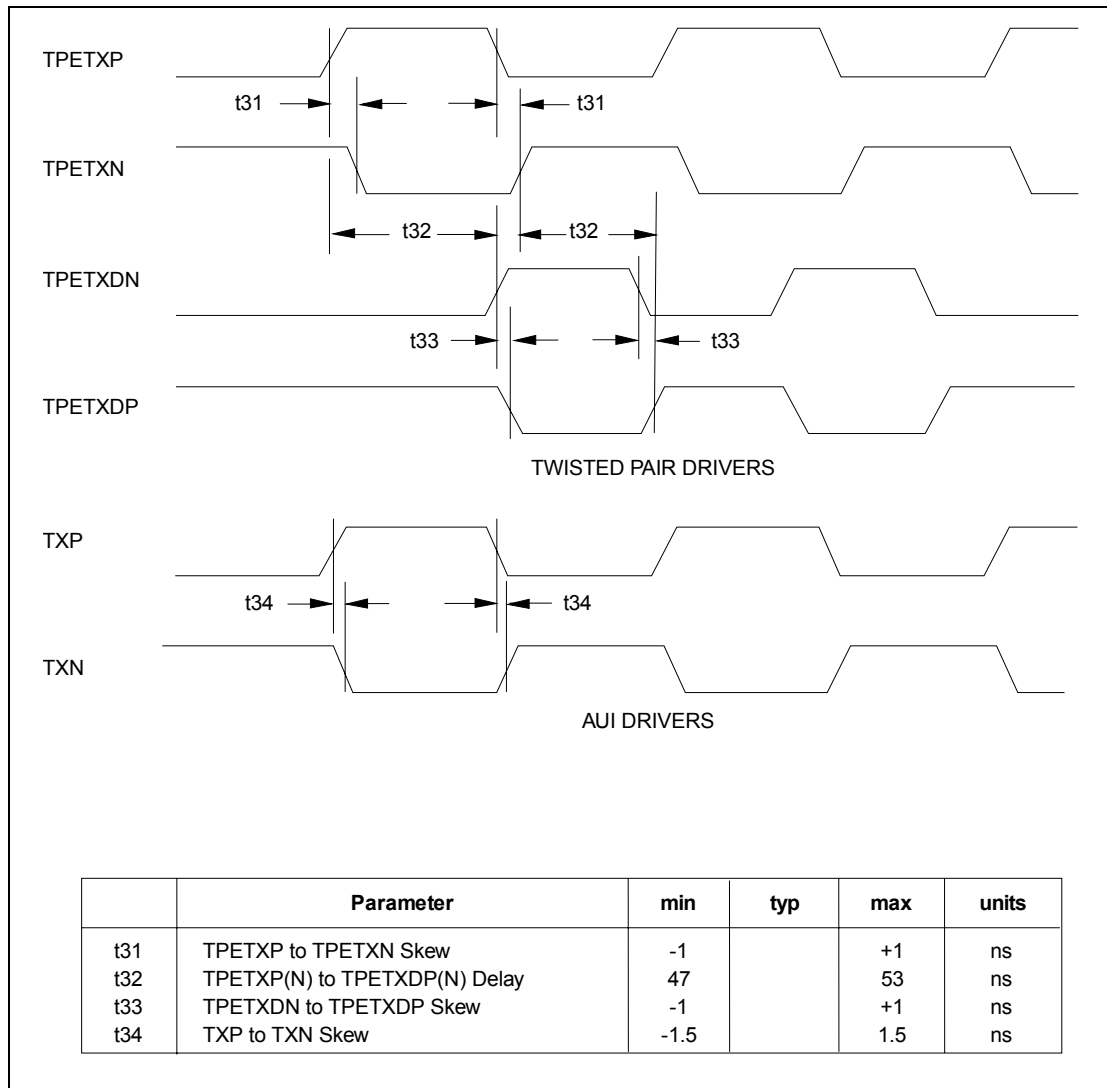 TPETXP
t31 t31
TPETXN
t32 t32
TPETXDN
t33 t33
TPETXDP
TWISTED PAIR DRIVERS
TXP
t34 t34
TXN
AUI DRIVERS
Parameter min typ max units
t31 TPETXP to TPETXN Skew -1 +1 ns
t32 TPETXP(N) to TPETXDP(N) Delay 47 53 ns
t33 TPETXDN to TPETXDP Skew -1 +1 ns
t34 TXP to TXN Skew -1.5 1.5 ns